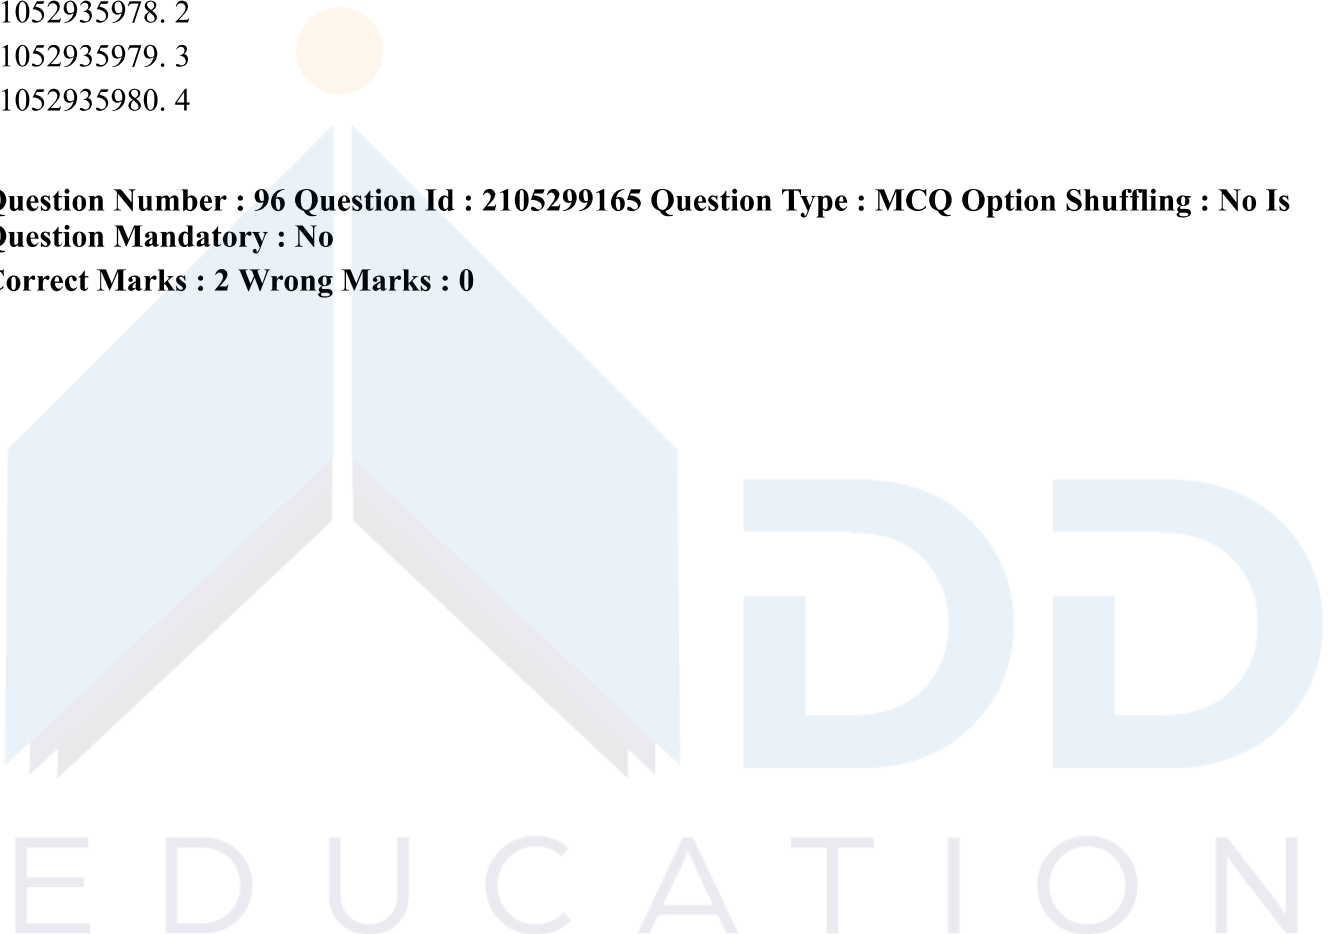 1052935978. 2
1052935979. 3
1052935980. 4
Question Number : 96 Question Id : 2105299165 Question Type : MCQ Option Shuffling : No Is
Question Mandatory : No
Correct Marks : 2 Wrong Marks : 0
DD
EDUCATION